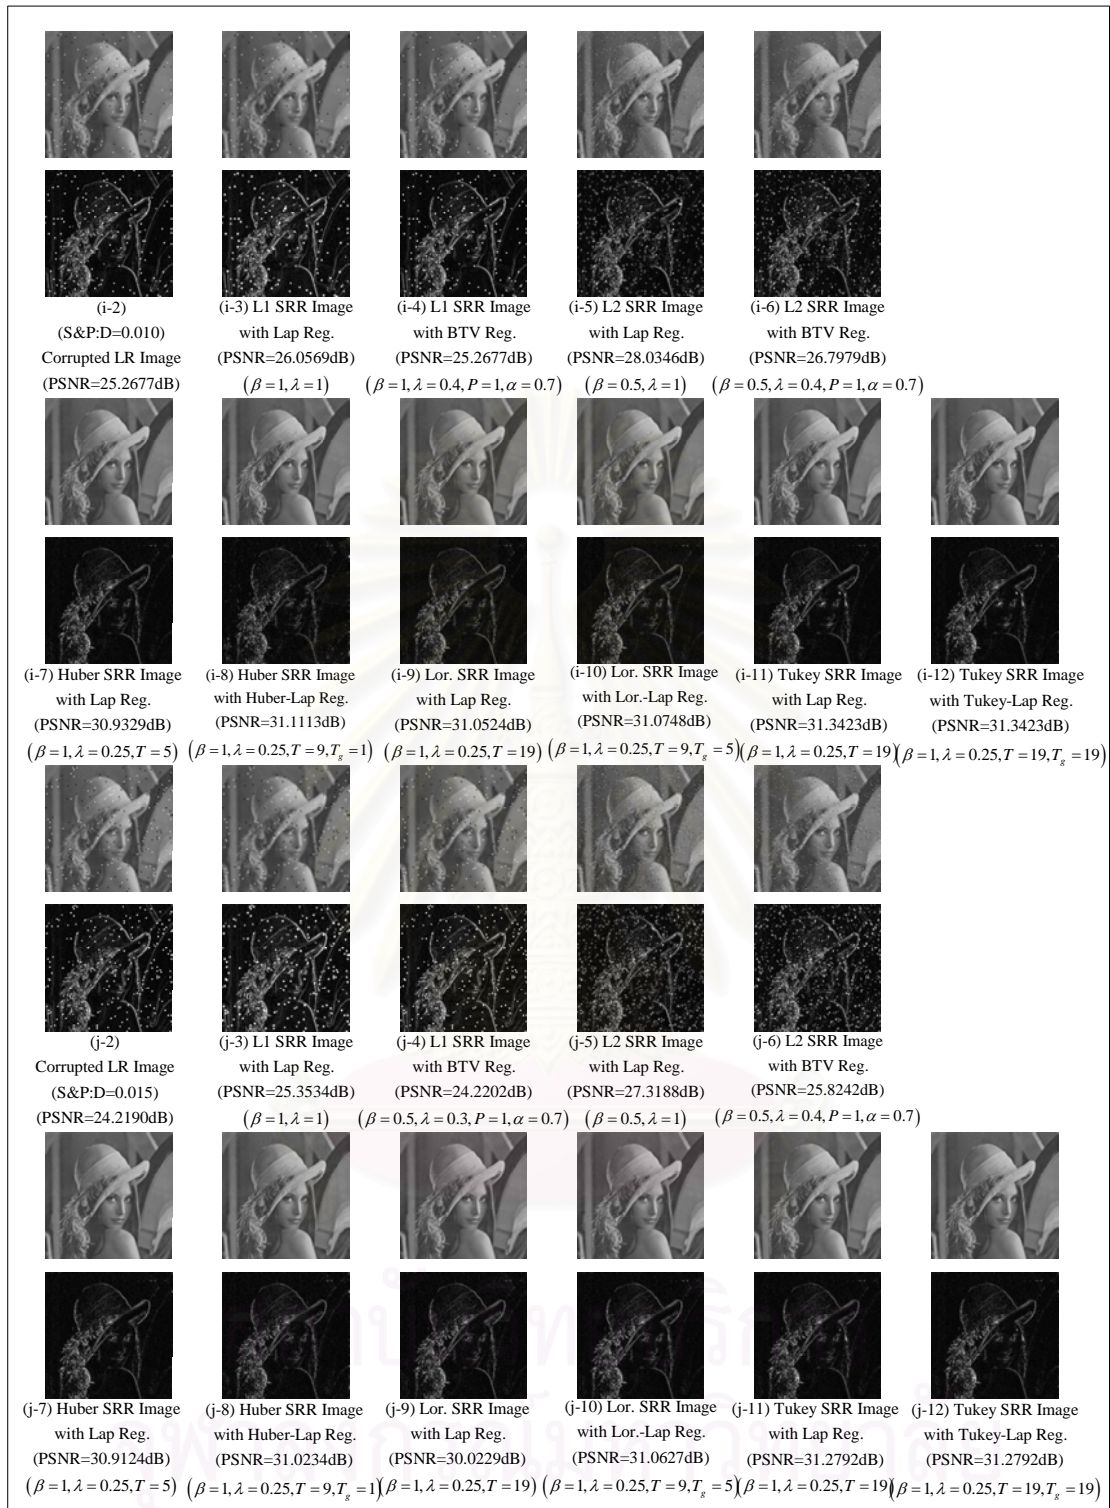 (i-2)
(S&P:D=0.010)
Corrupted LR Image
(PSNR=25.2677dB)
(i-3) L1 SRR Image
with Lap Reg.
(PSNR=26.0569dB)
(β=1,λ=1)
(i-4) L1 SRR Image
with BTV Reg.
(PSNR=25.2677dB)
(β=1,λ=0.4,P=1,α=0.7)
(i-5) L2 SRR Image
with Lap Reg.
(PSNR=28.0346dB)
(β=0.5,λ=1)
(i-6) L2 SRR Image
with BTV Reg.
(PSNR=26.7979dB)
(β=0.5,λ=0.4,P=1,α=0.7)
(i-7) Huber SRR Image
with Lap Reg.
(PSNR=30.9329dB)
(β=1,λ=0.25,T=5)
(i-8) Huber SRR Image
with Huber-Lap Reg.
(PSNR=31.1113dB)
(β=1,λ=0.25,T=9,T_g=1)
(i-9) Lor. SRR Image
with Lap Reg.
(PSNR=31.0524dB)
(β=1,λ=0.25,T=19)
(i-10) Lor. SRR Image
with Lor.-Lap Reg.
(PSNR=31.0748dB)
(β=1,λ=0.25,T=9,T_g=5)
(i-11) Tukey SRR Image
with Lap Reg.
(PSNR=31.3423dB)
(β=1,λ=0.25,T=19)
(i-12) Tukey SRR Image
with Tukey-Lap Reg.
(PSNR=31.3423dB)
(β=1,λ=0.25,T=19,T_g=19)
(j-2)
Corrupted LR Image
(S&P:D=0.015)
(PSNR=24.2190dB)
(j-3) L1 SRR Image
with Lap Reg.
(PSNR=25.3534dB)
(β=1,λ=1)
(j-4) L1 SRR Image
with BTV Reg.
(PSNR=24.2202dB)
(β=0.5,λ=0.3,P=1,α=0.7)
(j-5) L2 SRR Image
with Lap Reg.
(PSNR=27.3188dB)
(β=0.5,λ=1)
(j-6) L2 SRR Image
with BTV Reg.
(PSNR=25.8242dB)
(β=0.5,λ=0.4,P=1,α=0.7)
(j-7) Huber SRR Image
with Lap Reg.
(PSNR=30.9124dB)
(β=1,λ=0.25,T=5)
(j-8) Huber SRR Image
with Huber-Lap Reg.
(PSNR=31.0234dB)
(β=1,λ=0.25,T=9,T_g=1)
(j-9) Lor. SRR Image
with Lap Reg.
(PSNR=30.0229dB)
(β=1,λ=0.25,T=19)
(j-10) Lor. SRR Image
with Lor.-Lap Reg.
(PSNR=31.0627dB)
(β=1,λ=0.25,T=9,T_g=5)
(j-11) Tukey SRR Image
with Lap Reg.
(PSNR=31.2792dB)
(β=1,λ=0.25,T=19)
(j-12) Tukey SRR Image
with Tukey-Lap Reg.
(PSNR=31.2792dB)
(β=1,λ=0.25,T=19,T_g=19)